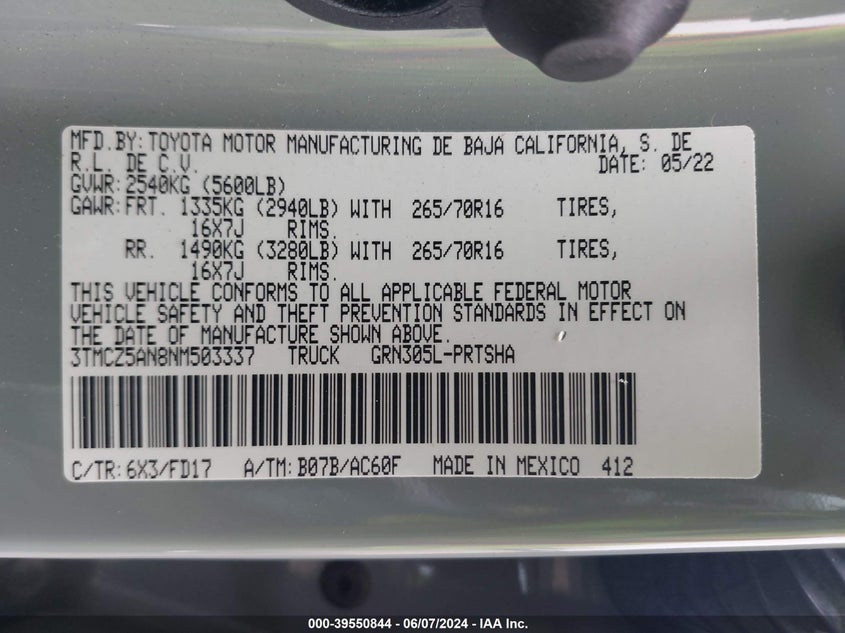 MFD.BY:TOYOTA MOTOR MANUFACTURING DE BAJA CALIFORNIA, S. DE
R.L. DE C.V. DATE: 05/22
GVWR:2540KG (5600LB)
GAWR:FRT. 1335KG (2940LB) WITH 265/70R16 TIRES,
16X7J RIMS.
RR. 1490KG (3280LB) WITH 265/70R16 TIRES,
16X7J RIMS.
THIS VEHICLE CONFORMS TO ALL APPLICABLE FEDERAL MOTOR
VEHICLE SAFETY AND THEFT PREVENTION STANDARDS IN EFFECT ON
THE DATE OF MANUFACTURE SHOWN ABOVE.
3TMCZ5AN8NM503337 TRUCK GRN305L-PRTSHA
C/TR:6X3/FD17 A/TM:B07B/AC60F MADE IN MEXICO 412
000-39550844 - 06/07/2024 - IAA Inc.